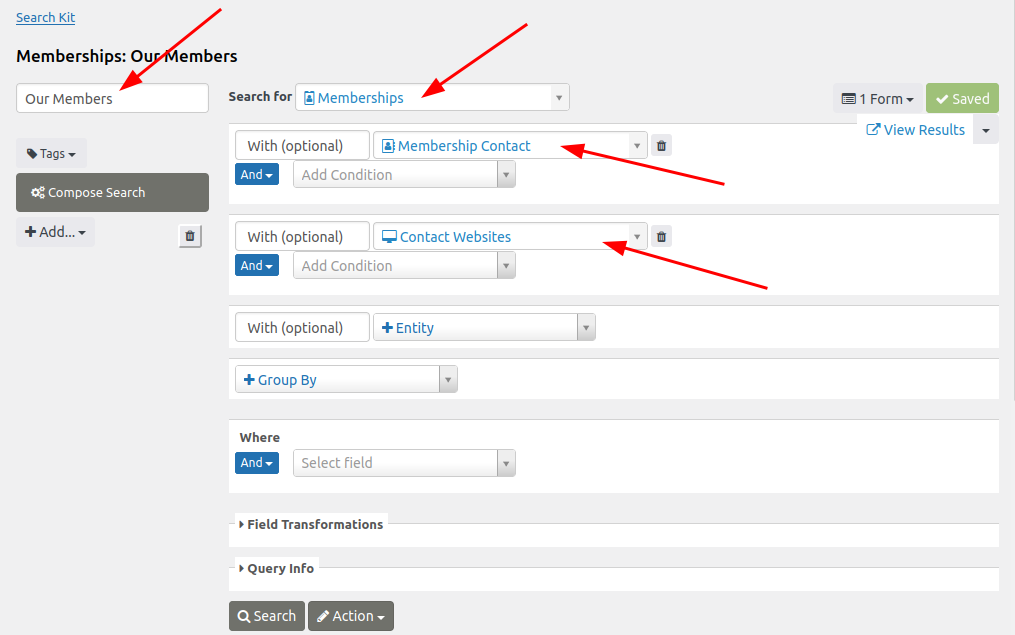 Search Kit
Memberships: Our Members
Our Members
Search for Memberships
1 Form
Saved
View Results
Tags
Compose Search
Add...
With (optional) Membership Contact
And Add Condition
With (optional) Contact Websites
And Add Condition
With (optional) Entity
Group By
Where
And Select field
Field Transformations
Query Info
Search Action